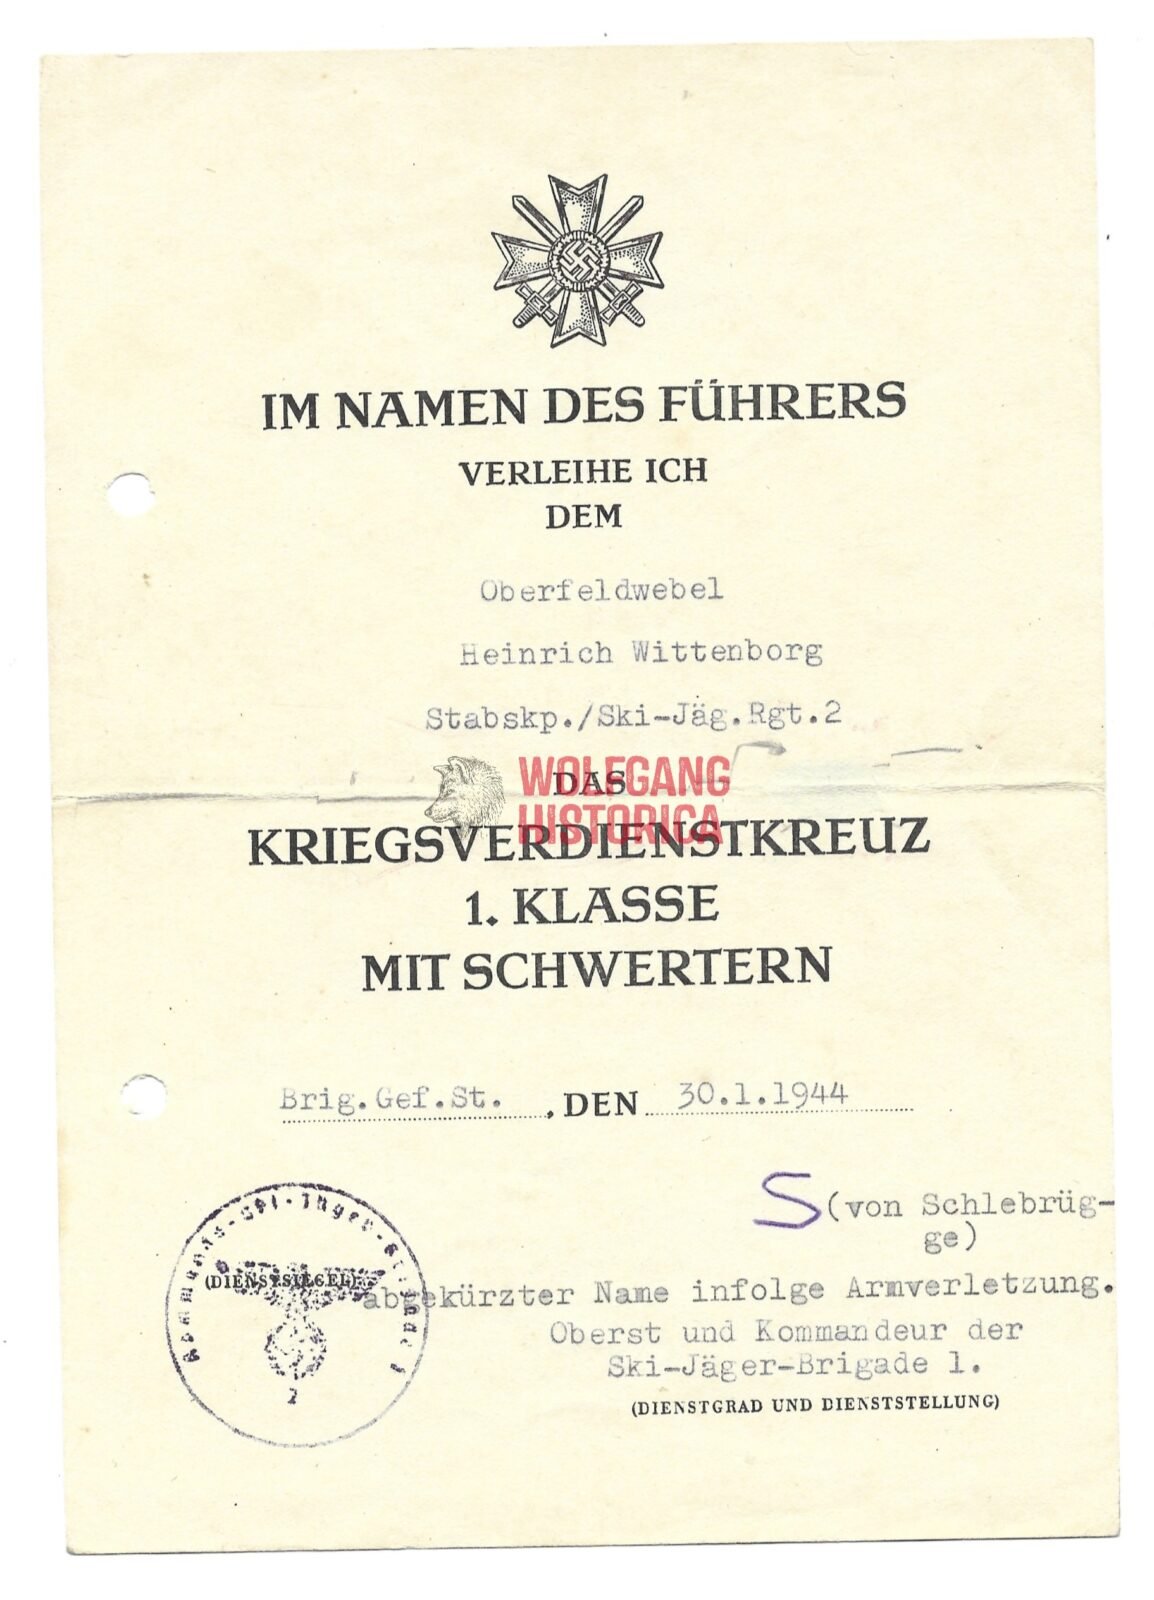 IM NAMEN DES FÜHRERS
VERLEIHE ICH
DEM
Oberfeldwebel
Heinrich Wittenborg
Stabskp./Ski-Jäg.Rgt.2
WOLFGANG
HISTORICA
DAS
KRIEGSVERDIENSTKREUZ
1. KLASSE
MIT SCHWERTERN
Brig.Gef.St. , DEN 30.1.1944
S (von Schlebrüg-
ge)
(DIENSTSIEGEL)
abgekürzter Name infolge Armverletzung.
Oberst und Kommandeur der
Ski-Jäger-Brigade 1.
(DIENSTGRAD UND DIENSTSTELLUNG)